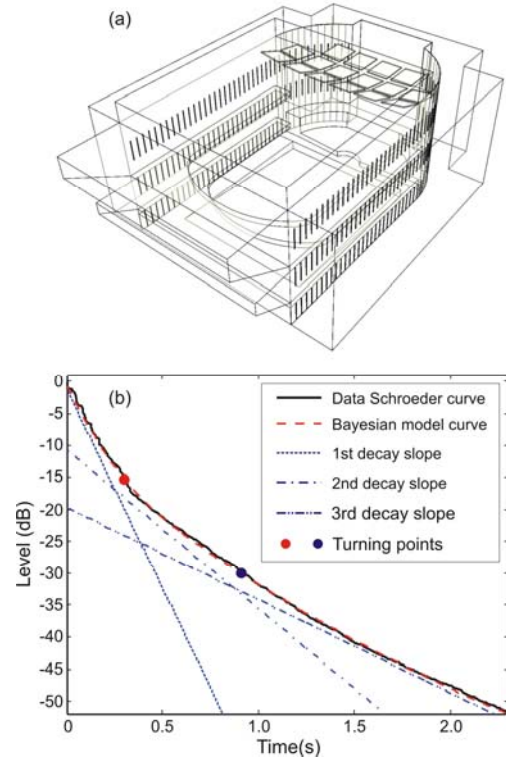 (a)
(b)
Data Schroeder curve
Bayesian model curve
1st decay slope
2nd decay slope
3rd decay slope
Turning points
Level (dB)
0
-5
-10
-15
-20
-25
-30
-35
-40
-45
-50
0
0.5
1.0
1.5
2.0
Time(s)